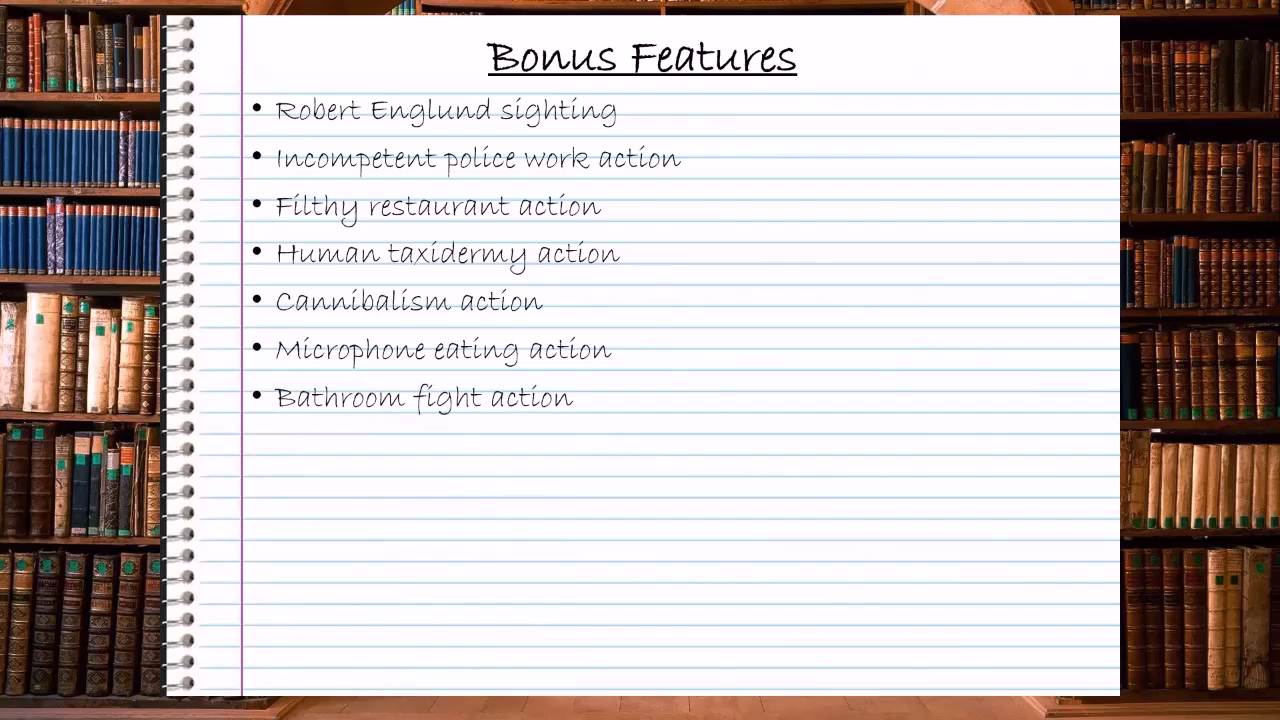 Bonus Features
• Robert Englund sighting
• Incompetent police work action
• Filthy restaurant action
• Human taxidermy action
• Cannibalism action
• Microphone eating action
• Bathroom fight action